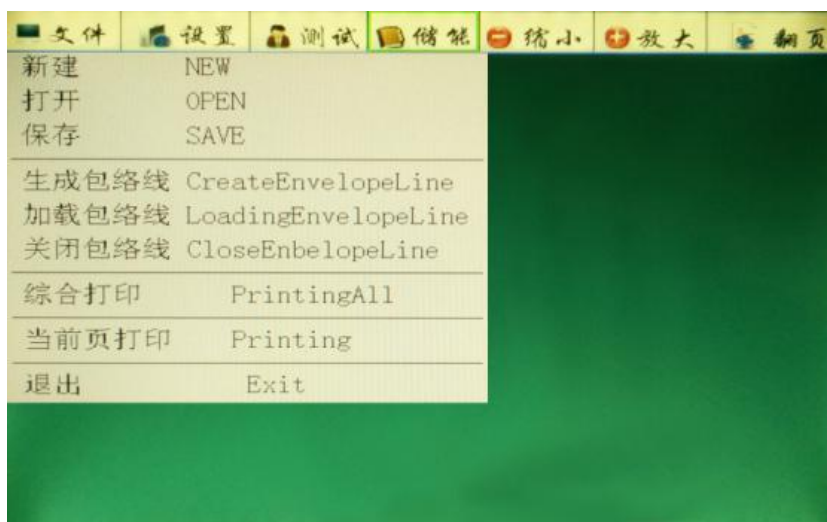 文件 设置 测试 储能 缩小 放大 翻页
新建 NEW
打开 OPEN
保存 SAVE
生成包络线 CreateEnvelopeLine
加载包络线 LoadingEnvelopeLine
关闭包络线 CloseEnbelopeLine
综合打印 PrintingAll
当前页打印 Printing
退出 Exit